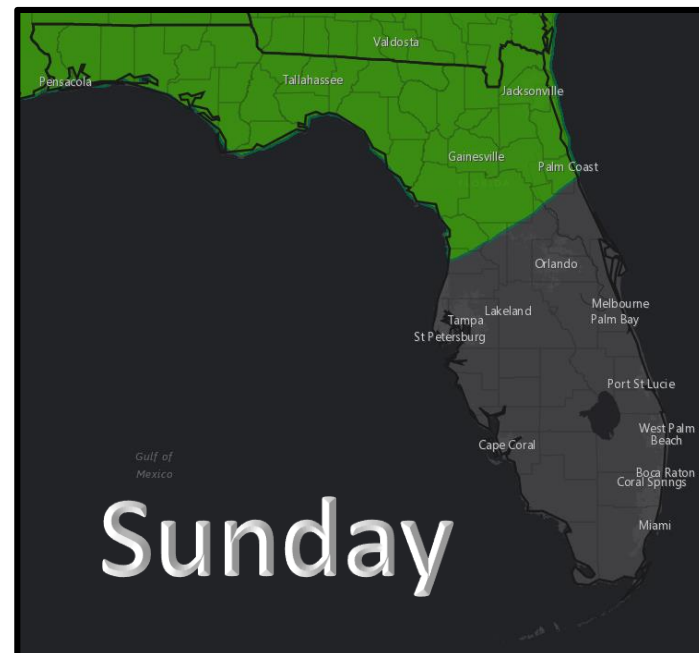 Valdosta
Pensacola
Tallahassee
Jacksonville
Gainesville
Palm Coast
Orlando
Melbourne
Lakeland
Palm Bay
Tampa
St Petersburg
Port St Lucie
West Palm
Beach
Cape Coral
Gulf of
Mexico
Boca Raton
Coral Springs
Miami
Sunday